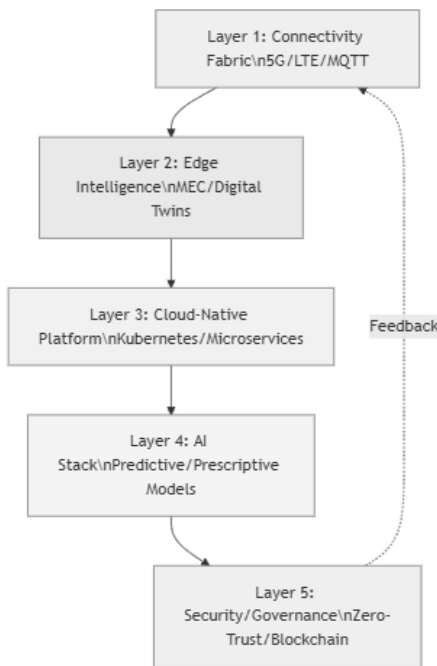 Layer 1: Connectivity
Fabric\n5G/LTE/MQTT
Layer 2: Edge
Intelligence\nMEC/Digital
Twins
Layer 3: Cloud-Native
Platform\nKubernetes/Microservices
Feedback
Layer 4: AI
Stack\nPredictive/Prescriptive
Models
Layer 5:
Security/Governance\nZero-
Trust/Blockchain